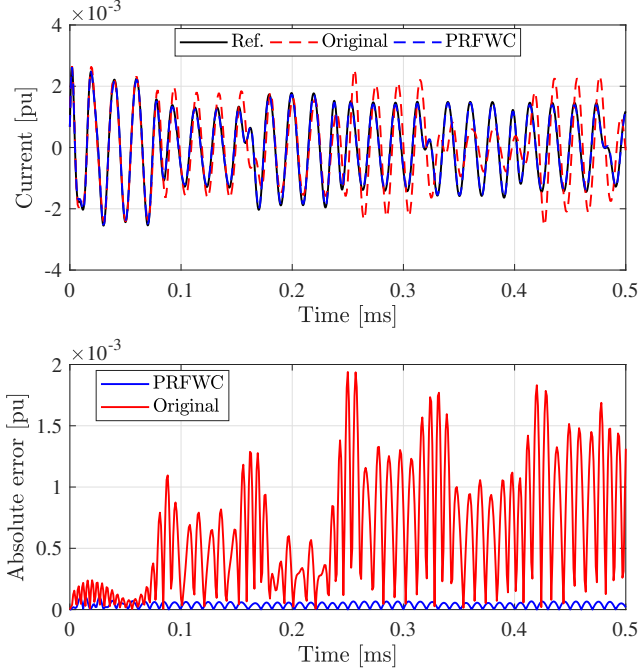 ×10⁻³
Ref. Original PRFWC
4
2
0
-2
-4
Current [pu]
0 0.1 0.2 0.3 0.4 0.5
Time [ms]
×10⁻³
PRFWC
Original
2
1.5
1
0.5
0
Absolute error [pu]
0 0.1 0.2 0.3 0.4 0.5
Time [ms]